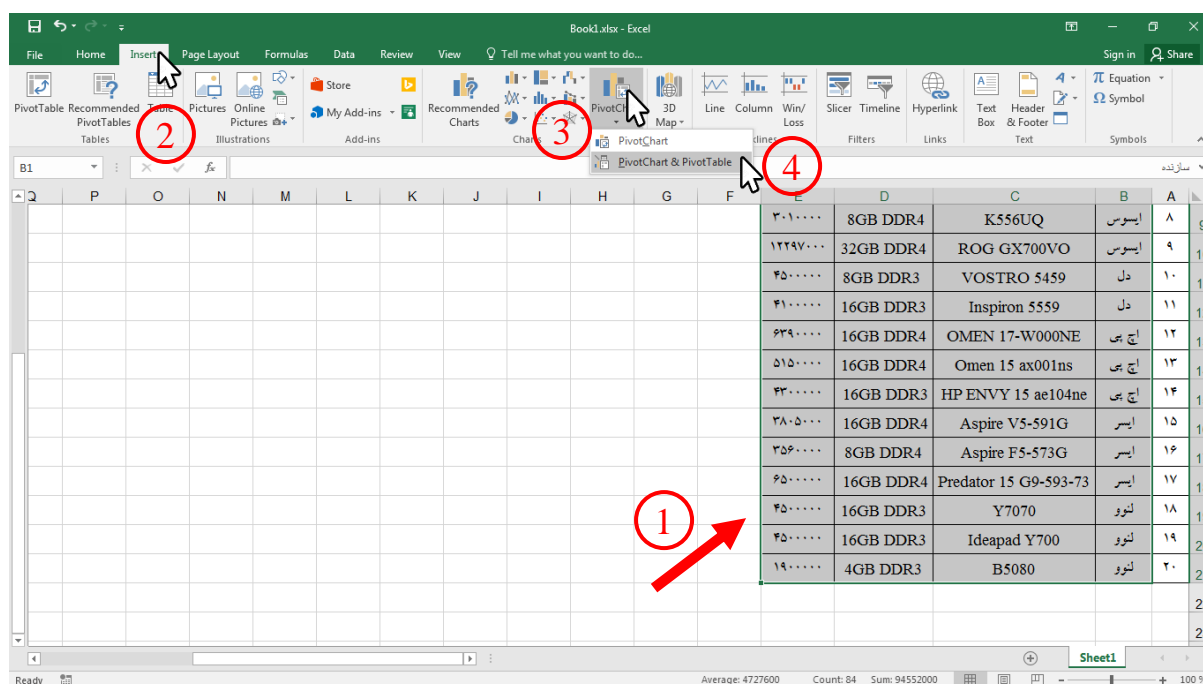 Book1.xlsx - Excel
File Home Insert Page Layout Formulas Data Review View Tell me what you want to do... Sign in Share
PivotTable Recommended PivotTables Table Pictures Online Pictures Store My Add-ins Recommended Charts PivotChart 3D Map Line Column Win/Loss Slicer Timeline Hyperlink Text Box Header & Footer Equation Symbol
Tables Illustrations Add-ins Charts Filters Links Text Symbols
PivotChart
PivotChart & PivotTable
1
2
3
4
B1 fx سازنده
Q P O N M L K J I H G F E D C B A
۳۰۱۰۰۰۰ 8GB DDR4 K556UQ ایسوس ۸
۱۲۲۹۷۰۰۰ 32GB DDR4 ROG GX700VO ایسوس ۹
۴۵۰۰۰۰۰ 8GB DDR3 VOSTRO 5459 دل ۱۰
۴۱۰۰۰۰۰ 16GB DDR3 Inspiron 5559 دل ۱۱
۶۳۹۰۰۰۰ 16GB DDR4 OMEN 17-W000NE اچ پی ۱۲
۵۱۵۰۰۰۰ 16GB DDR4 Omen 15 ax001ns اچ پی ۱۳
۴۳۰۰۰۰۰ 16GB DDR3 HP ENVY 15 ae104ne اچ پی ۱۴
۳۸۰۵۰۰۰ 16GB DDR4 Aspire V5-591G ایسر ۱۵
۳۵۶۰۰۰۰ 8GB DDR4 Aspire F5-573G ایسر ۱۶
۶۵۰۰۰۰۰ 16GB DDR4 Predator 15 G9-593-73 ایسر ۱۷
۴۵۰۰۰۰۰ 16GB DDR3 Y7070 لنوو ۱۸
۴۵۰۰۰۰۰ 16GB DDR3 Ideapad Y700 لنوو ۱۹
۱۹۰۰۰۰۰ 4GB DDR3 B5080 لنوو ۲۰
Sheet1
Ready Average: 4727600 Count: 84 Sum: 94552000 100